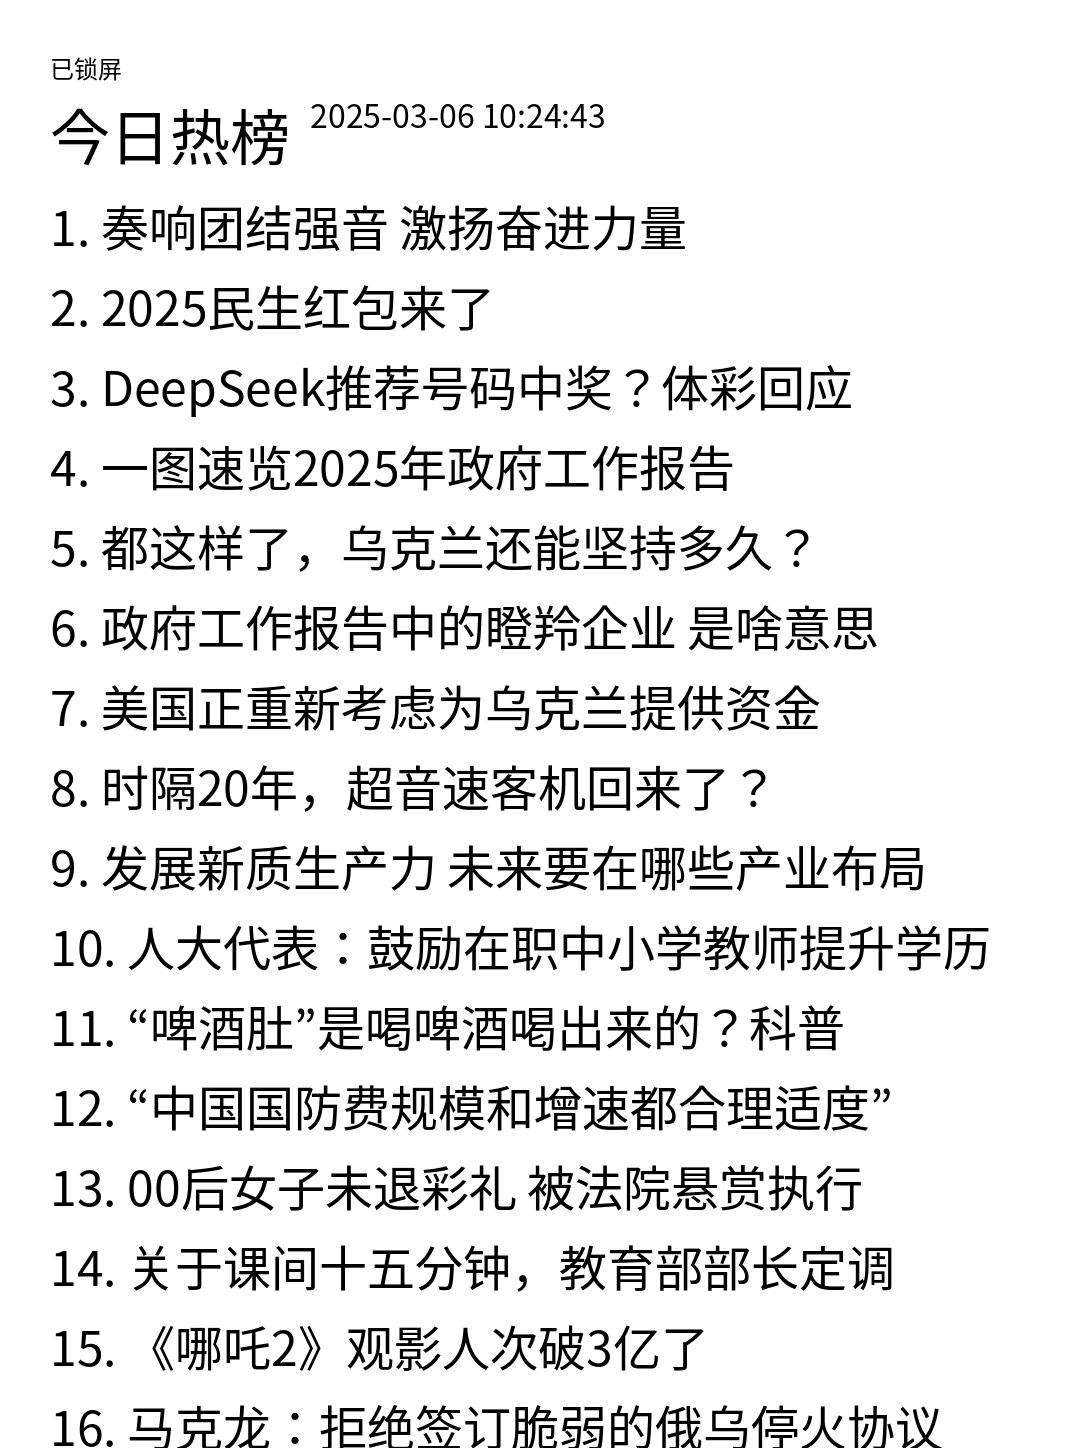 已锁屏
今日热榜 2025-03-06 10:24:43
1. 奏响团结强音 激扬奋进力量
2. 2025民生红包来了
3. DeepSeek推荐号码中奖？体彩回应
4. 一图速览2025年政府工作报告
5. 都这样了，乌克兰还能坚持多久？
6. 政府工作报告中的瞪羚企业 是啥意思
7. 美国正重新考虑为乌克兰提供资金
8. 时隔20年，超音速客机回来了？
9. 发展新质生产力 未来要在哪些产业布局
10. 人大代表：鼓励在职中小学教师提升学历
11. “啤酒肚”是喝啤酒喝出来的？科普
12. “中国国防费规模和增速都合理适度”
13. 00后女子未退彩礼 被法院悬赏执行
14. 关于课间十五分钟，教育部部长定调
15. 《哪吒2》观影人次破3亿了
16. 马克龙：拒绝签订脆弱的俄乌停火协议